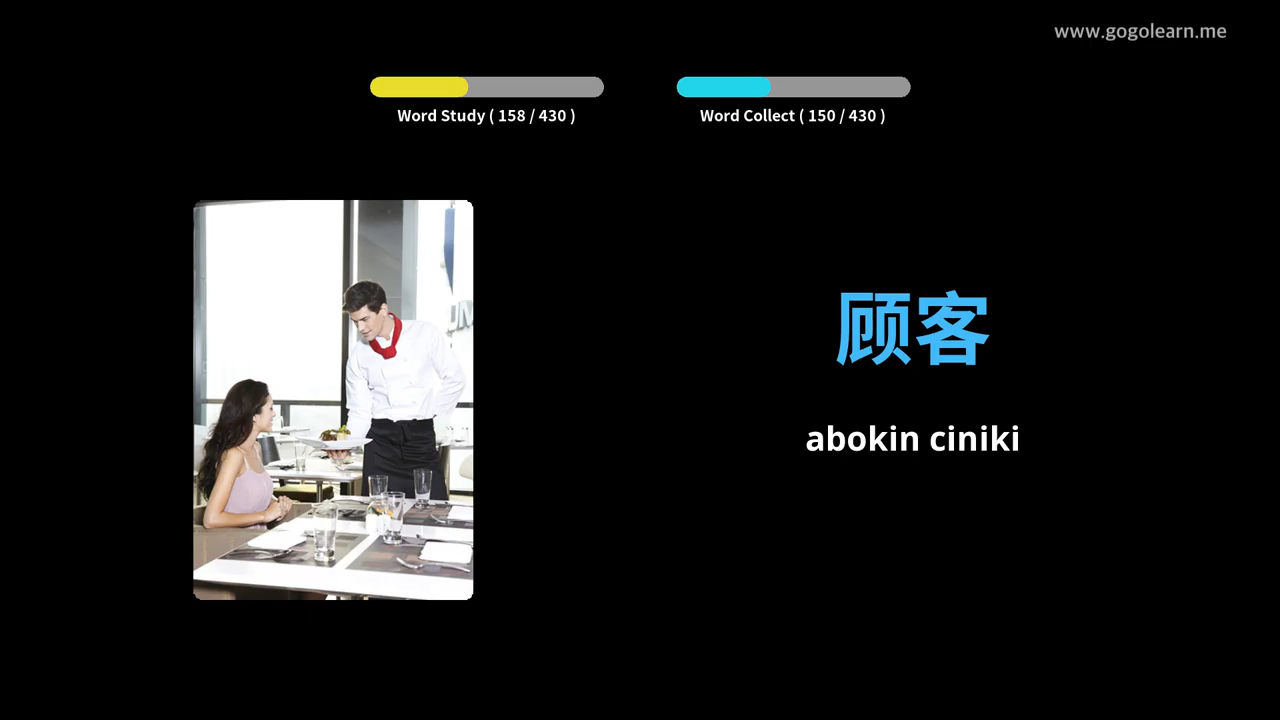 www.gogolearn.me
Word Study ( 158 / 430 )
Word Collect ( 150 / 430 )
顾客
abokin ciniki